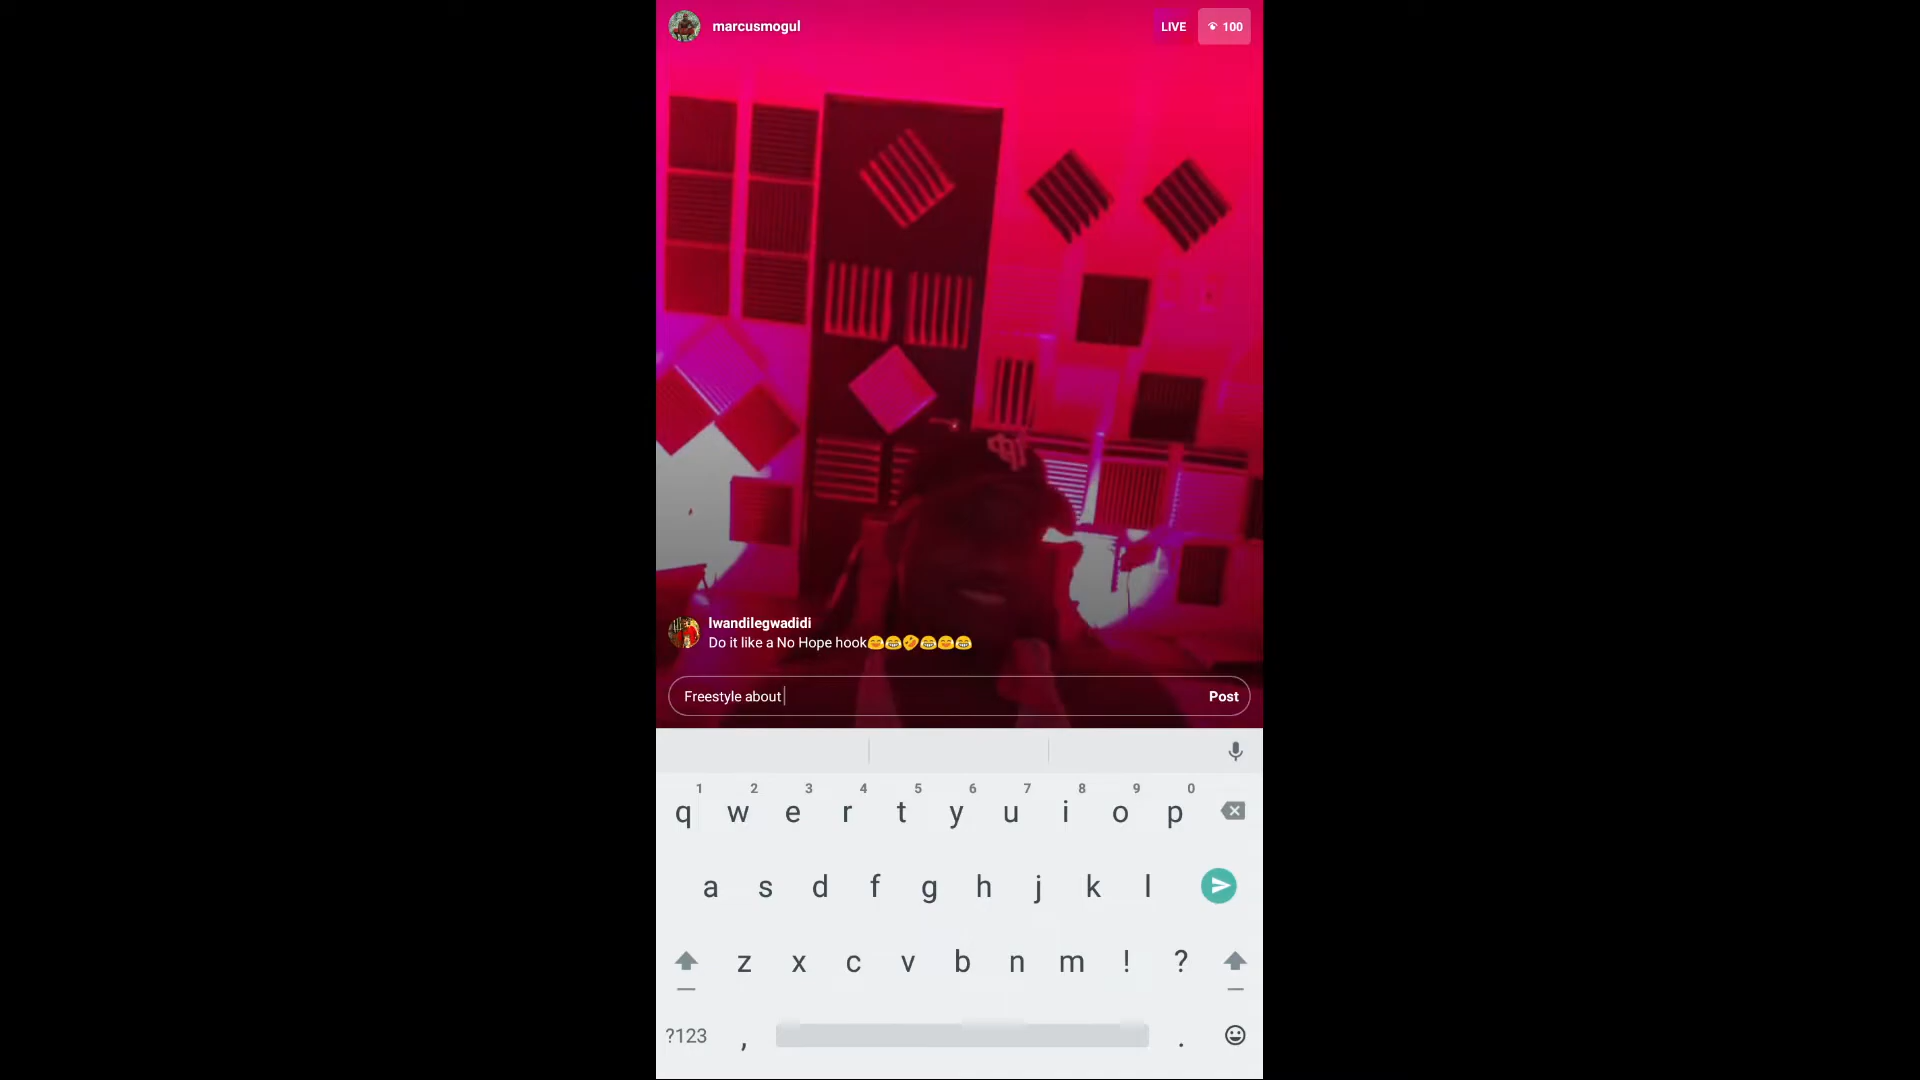 marcusmogul
LIVE
100
lwandilegwadidi
Do it like a No Hope hook😊😂🤣😂😊😂
Freestyle about
Post
1 2 3 4 5 6 7 8 9 0
q w e r t y u i o p
a s d f g h j k l
z x c v b n m ! ?
?123 , .